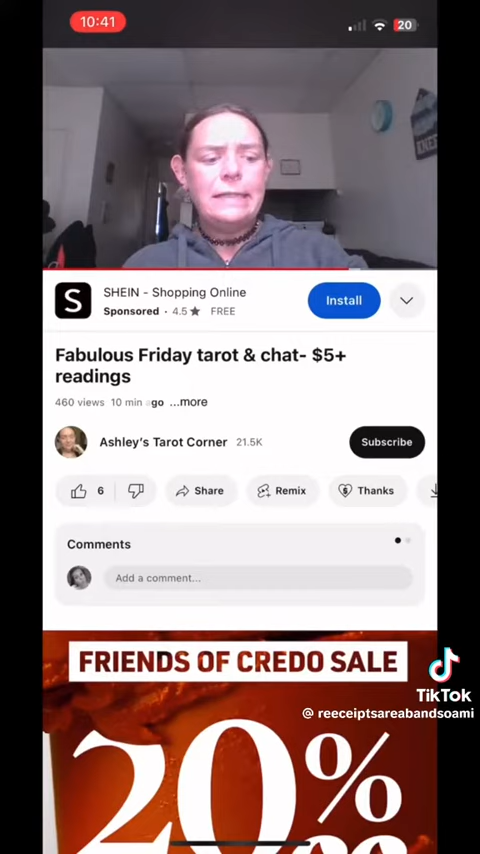 10:41
20
KNEE
S
SHEIN - Shopping Online
Sponsored · 4.5★ FREE
Install
Fabulous Friday tarot & chat- $5+
readings
460 views 10 min ago ...more
Ashley's Tarot Corner 21.5K
Subscribe
6
Share
Remix
Thanks
Comments
Add a comment...
FRIENDS OF CREDO SALE
TikTok
@ reeceiptsareabandsoami
20%